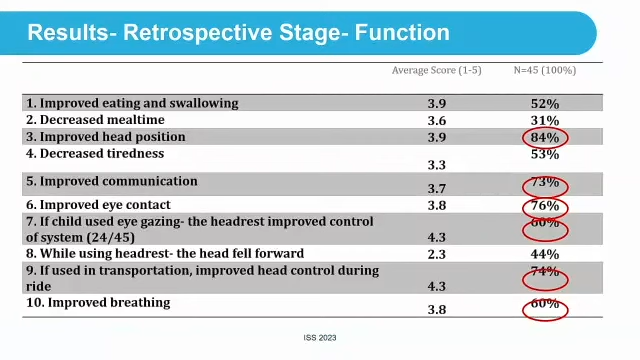 Results- Retrospective Stage- Function
Average Score (1-5) N=45 (100%)
1. Improved eating and swallowing 3.9 52%
2. Decreased mealtime 3.6 31%
3. Improved head position 3.9 84%
4. Decreased tiredness 3.3 53%
5. Improved communication 3.7 73%
6. Improved eye contact 3.8 76%
7. If child used eye gazing- the headrest improved control
of system (24/45) 4.3 60%
8. While using headrest- the head fell forward 2.3 44%
9. If used in transportation, improved head control during
ride 4.3 74%
10. Improved breathing 3.8 60%
ISS 2023